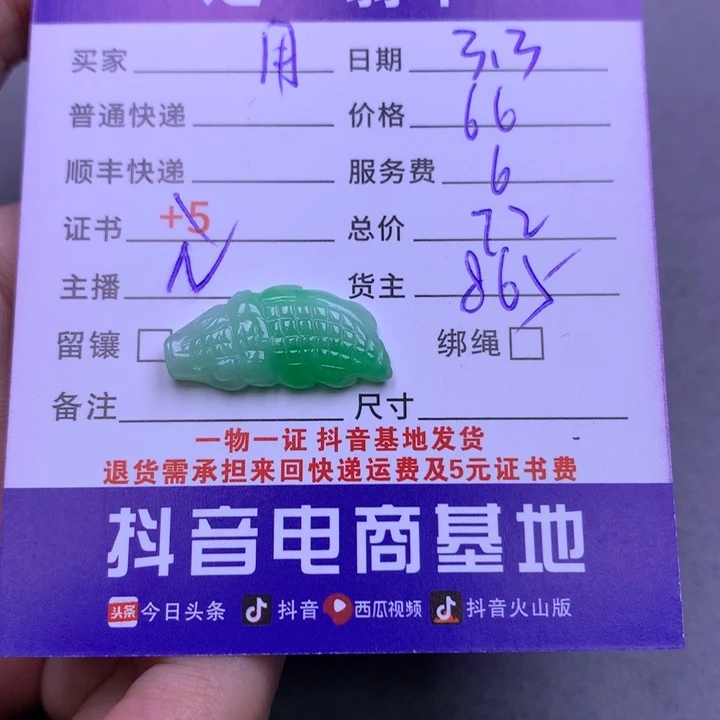 买家 用 日期 3.3
普通快递 价格 66
顺丰快递 服务费 6
证书 +5 总价 72
主播 货主 865
留镶 绑绳
备注 尺寸
一物一证 抖音基地发货
退货需承担来回快递运费及5元证书费
抖音电商基地
头条 今日头条 抖音 西瓜视频 抖音火山版